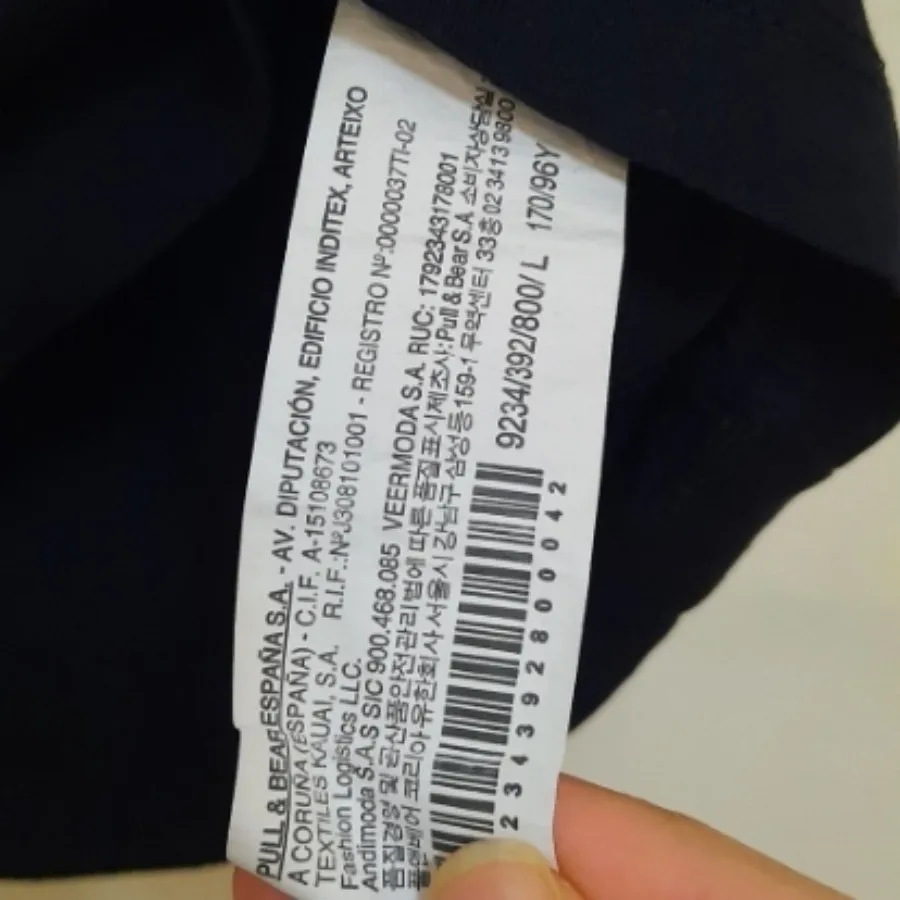 PULL & BEAR ESPAÑA S.A. - AV. DIPUTACIÓN, EDIFICIO INDITEX, ARTEIXO
A CORUÑA (ESPAÑA) - C.I.F. A-15108673
TEXTILES KAUAI, S.A. R.I.F.:NºJ308101001 - REGISTRO Nº:0000037TI-02
Fashion Logistics LLC.
Andimoda S.A.S SIC 900.468.085 VEERMODA S.A. RUC: 1792343178001
품질경영 및 공산품안전관리법에 따른 품질표시제조사:Pull & Bear S.A 소비자상담실
풀앤베어 코리아유한회사 서울시 강남구 삼성동159-1 무역센터 33층 02 3413 9800
9234/392/800/ L 170/96Y
2 3 4 3 9 2 8 0 0 0 4 2